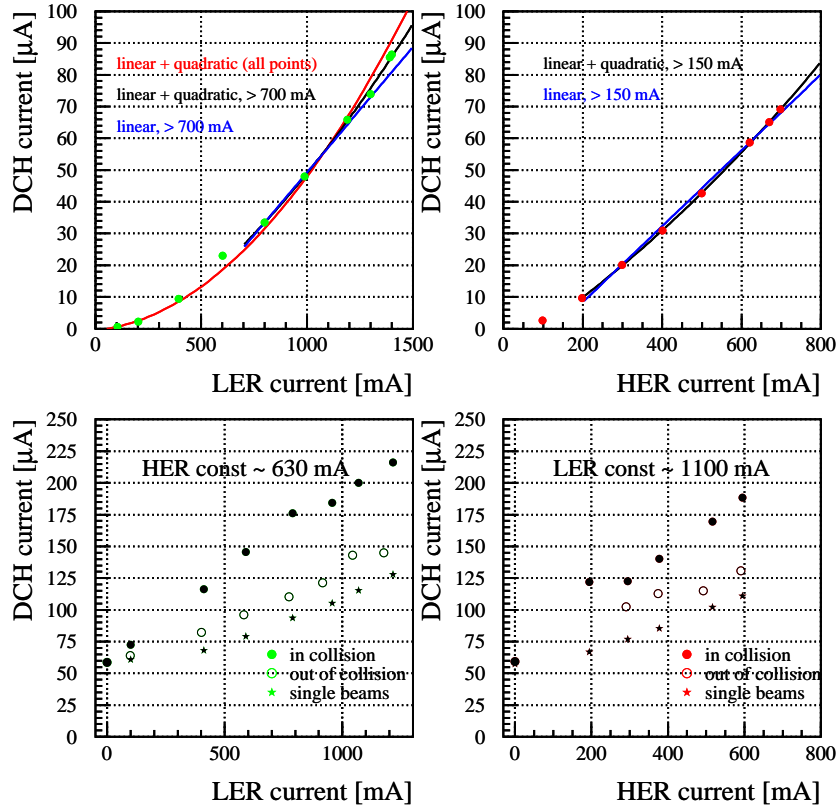 DCH current [µA]
100
90
80
70
60
50
40
30
20
10
0
linear + quadratic (all points)
linear + quadratic, > 700 mA
linear, > 700 mA
0 500 1000 1500
LER current [mA]
DCH current [µA]
100
90
80
70
60
50
40
30
20
10
0
linear + quadratic, > 150 mA
linear, > 150 mA
0 200 400 600 800
HER current [mA]
DCH current [µA]
250
225
200
175
150
125
100
75
50
25
0
HER const ~ 630 mA
in collision
out of collision
single beams
0 500 1000
LER current [mA]
DCH current [µA]
250
225
200
175
150
125
100
75
50
25
0
LER const ~ 1100 mA
in collision
out of collision
single beams
0 200 400 600 800
HER current [mA]